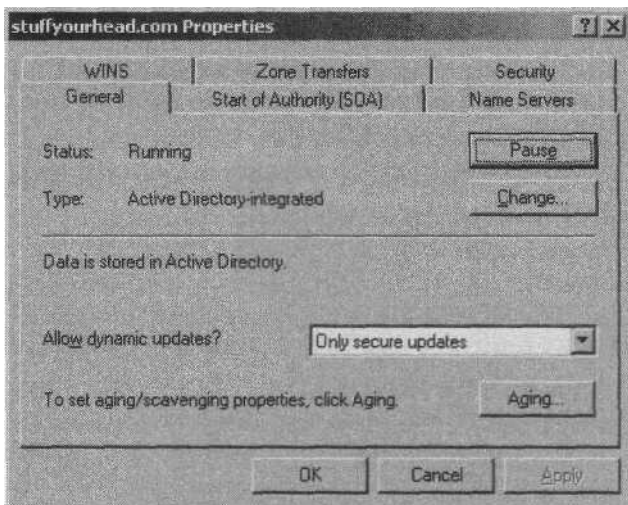 stuffyourhead.com Properties
WINS Zone Transfers Security
General Start of Authority (SOA) Name Servers
Status: Running Pause
Type: Active Directory-integrated Change...
Data is stored in Active Directory.
Allow dynamic updates? Only secure updates
To set aging/scavenging properties, click Aging. Aging...
OK Cancel Apply